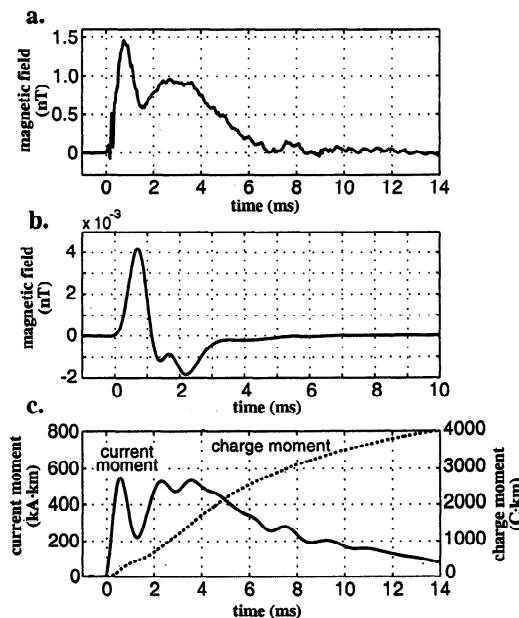 a.
magnetic field
(nT)
1.5
1.0
0.5
0
0 2 4 6 8 10 12 14
time (ms)
b.
x 10-3
magnetic field
(nT)
4
2
0
-2
0 2 4 6 8 10
time (ms)
c.
current moment
(kA·km)
800
600
400
200
0
current
moment
charge moment
4000
3000
2000
1000
0
charge moment
(C·km)
0 2 4 6 8 10 12 14
time (ms)